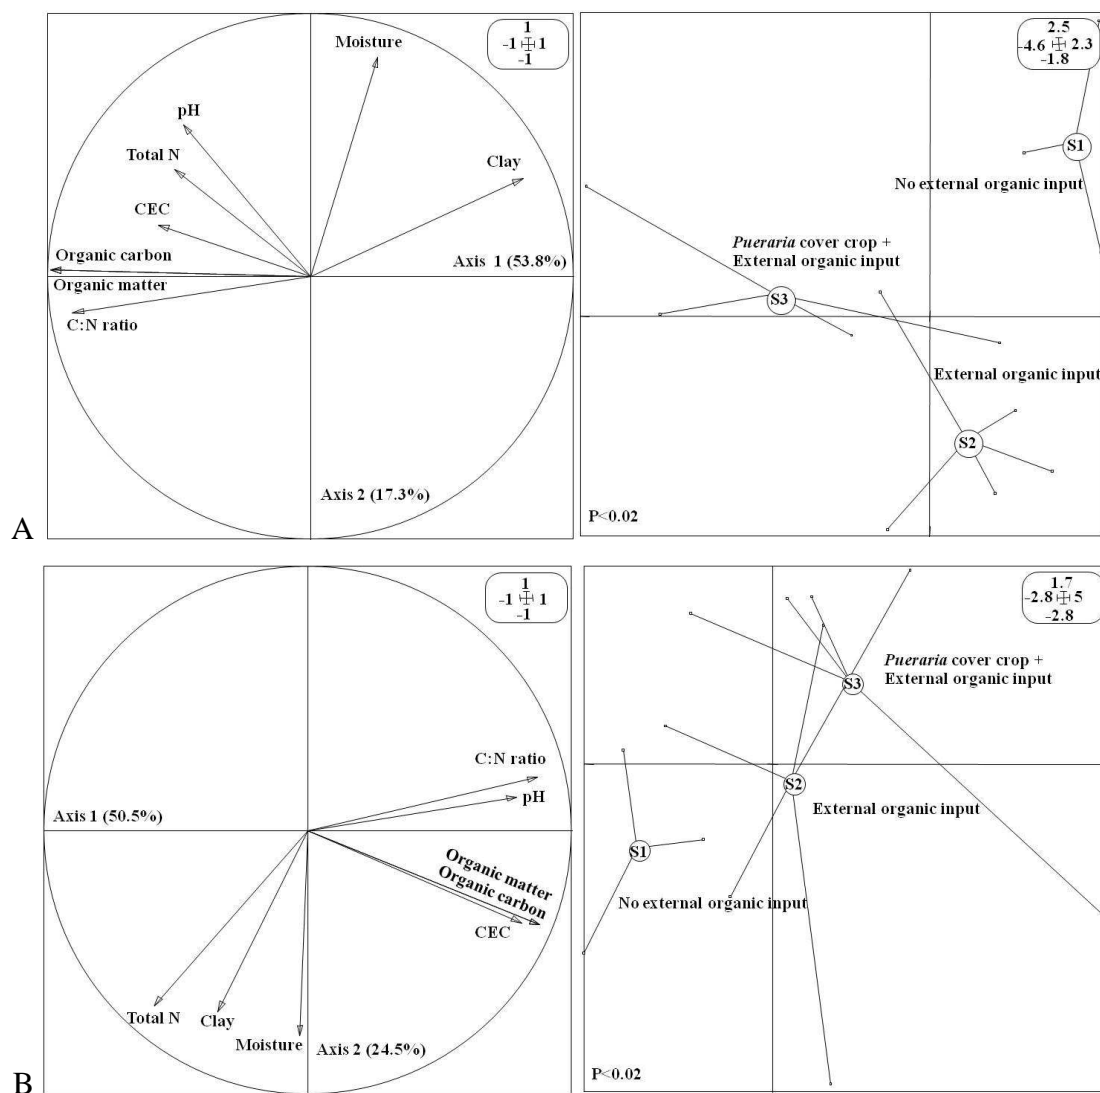 1
-1 1
-1
Moisture
pH
Total N
Clay
CEC
Organic carbon
Axis 1 (53.8%)
Organic matter
C:N ratio
Axis 2 (17.3%)
A
2.5
-4.6 2.3
-1.8
S1
No external organic input
Pueraria cover crop +
External organic input
S3
External organic input
S2
P<0.02
1
-1 1
-1
C:N ratio
pH
Axis 1 (50.5%)
Organic matter
Organic carbon
CEC
Total N
Clay
Moisture
Axis 2 (24.5%)
B
1.7
-2.8 5
-2.8
Pueraria cover crop +
External organic input
S3
S2
External organic input
S1
No external organic input
P<0.02